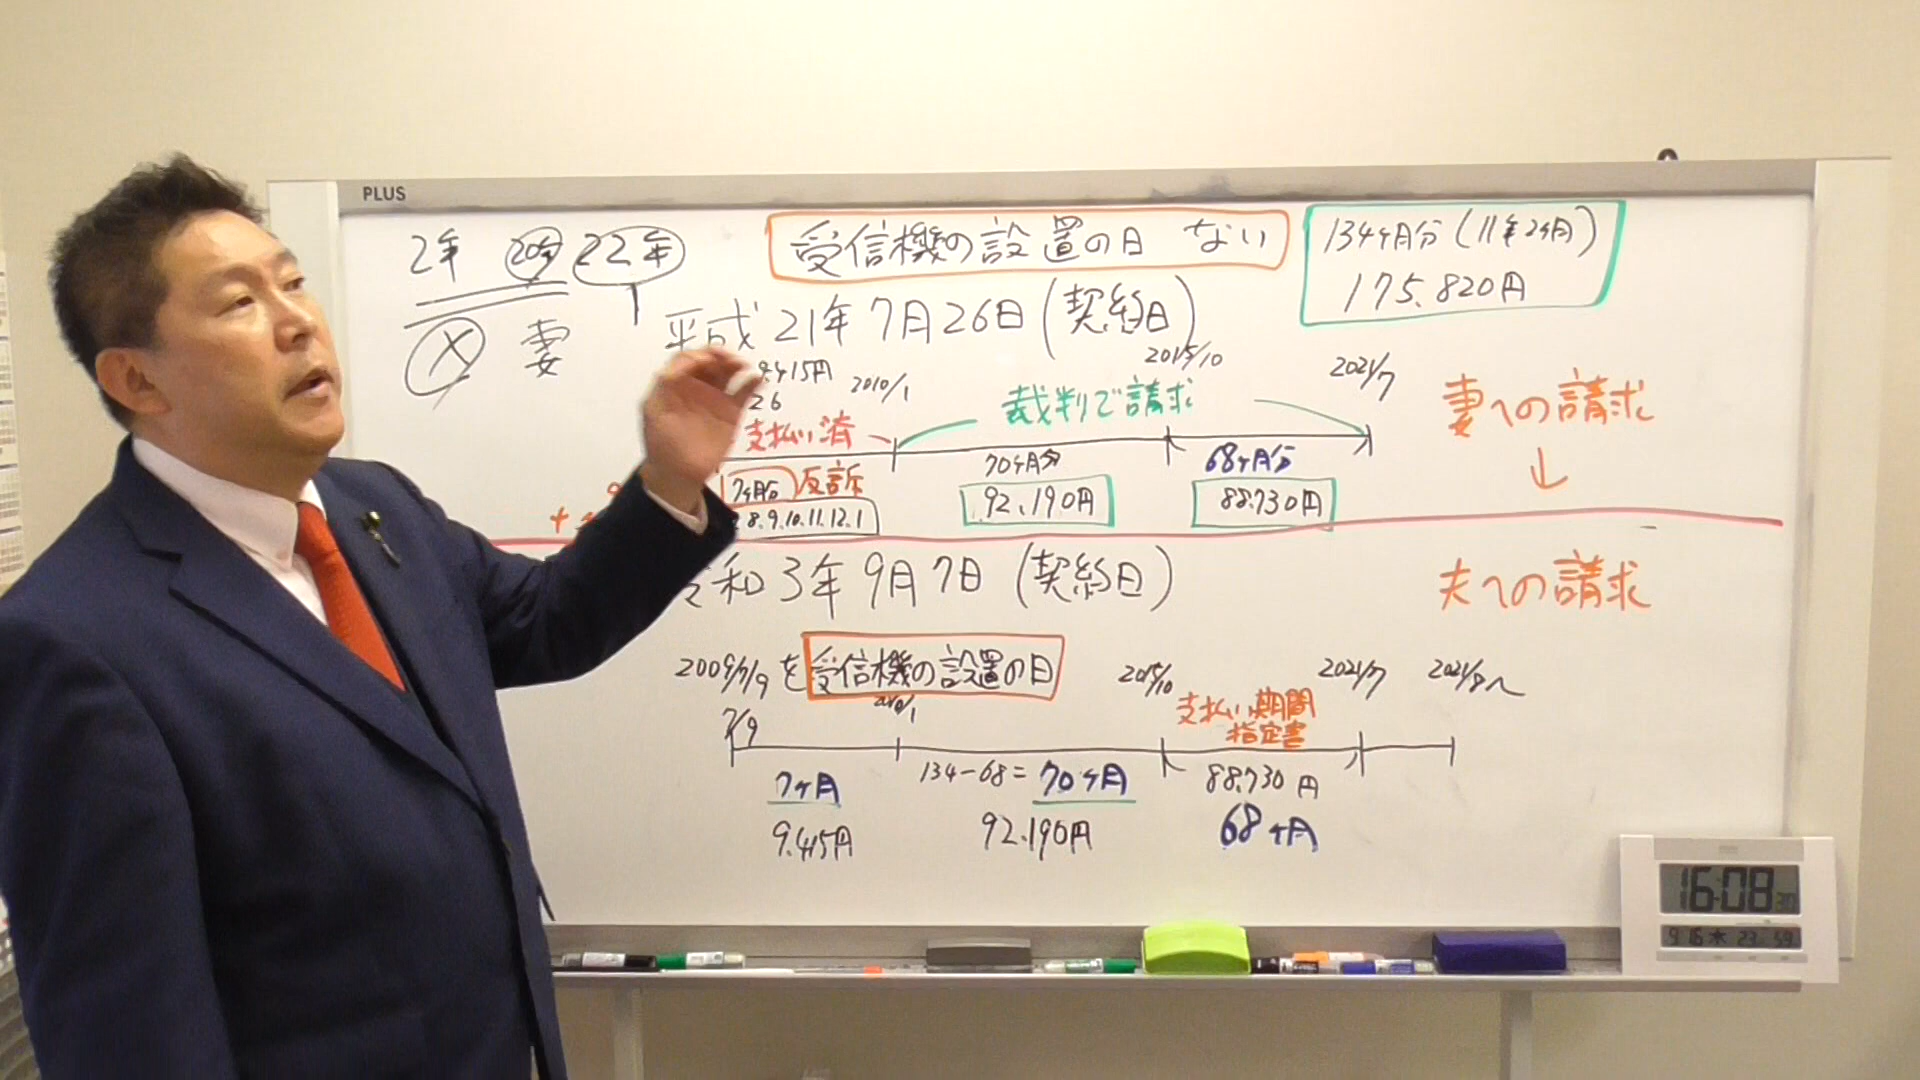 PLUS
2年 22年
受信機の設置の日 ない
134ヶ月分(11年2ヶ月)
175.820円
妻
平成21年7月26日(契約日)
9.415円
2010/1
2015/10
2021/7
26
支払い済
裁判で請求
妻への請求
↓
70ヶ月分
68ヶ月分
7ヶ月分
反訴
92.190円
88.730円
8.9.10.11.12.1
和3年9月7日(契約日)
夫への請求
2009/7/9を受信機の設置の日
2015/10
2021/7
2021/8~
7/9
支払い期間
指定書
7ヶ月
134-68=70ヶ月
88.730円
9.415円
92.190円
68ヶ月
16:08